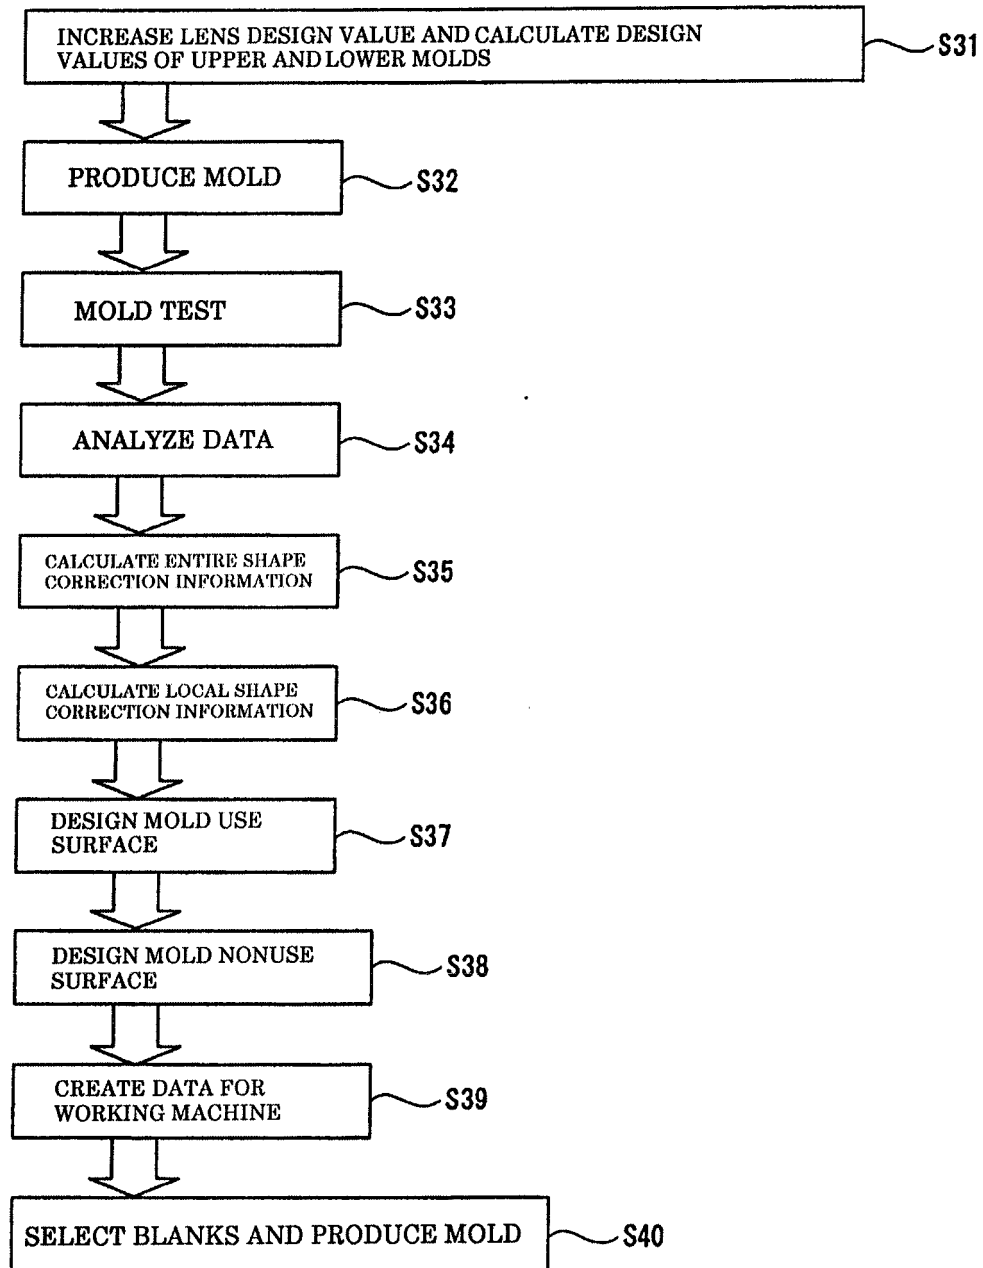 INCREASE LENS DESIGN VALUE AND CALCULATE DESIGN
VALUES OF UPPER AND LOWER MOLDS
S31
PRODUCE MOLD
S32
MOLD TEST
S33
ANALYZE DATA
S34
CALCULATE ENTIRE SHAPE
CORRECTION INFORMATION
S35
CALCULATE LOCAL SHAPE
CORRECTION INFORMATION
S36
DESIGN MOLD USE
SURFACE
S37
DESIGN MOLD NONUSE
SURFACE
S38
CREATE DATA FOR
WORKING MACHINE
S39
SELECT BLANKS AND PRODUCE MOLD
S40